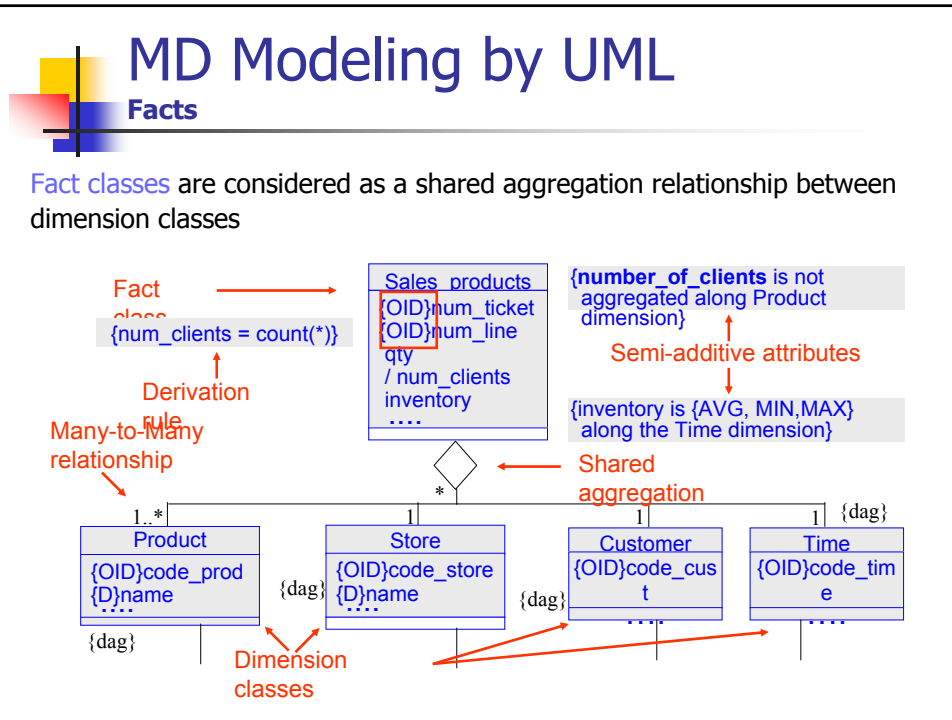 MD Modeling by UML
Facts
Fact classes are considered as a shared aggregation relationship between
dimension classes
Fact
class
{num_clients = count(*)}
Derivation
rule
Many-to-Many
relationship
Sales_products
{OID}num_ticket
{OID}num_line
qty
/ num_clients
inventory
....
{number_of_clients is not
aggregated along Product
dimension}
Semi-additive attributes
{inventory is {AVG, MIN,MAX}
along the Time dimension}
Shared
aggregation
*
1..*
1
1
1
{dag}
Product
{OID}code_prod
{D}name
....
{dag}
Store
{OID}code_store
{D}name
....
{dag}
Customer
{OID}code_cus
t
....
{dag}
Time
{OID}code_tim
e
....
Dimension
classes